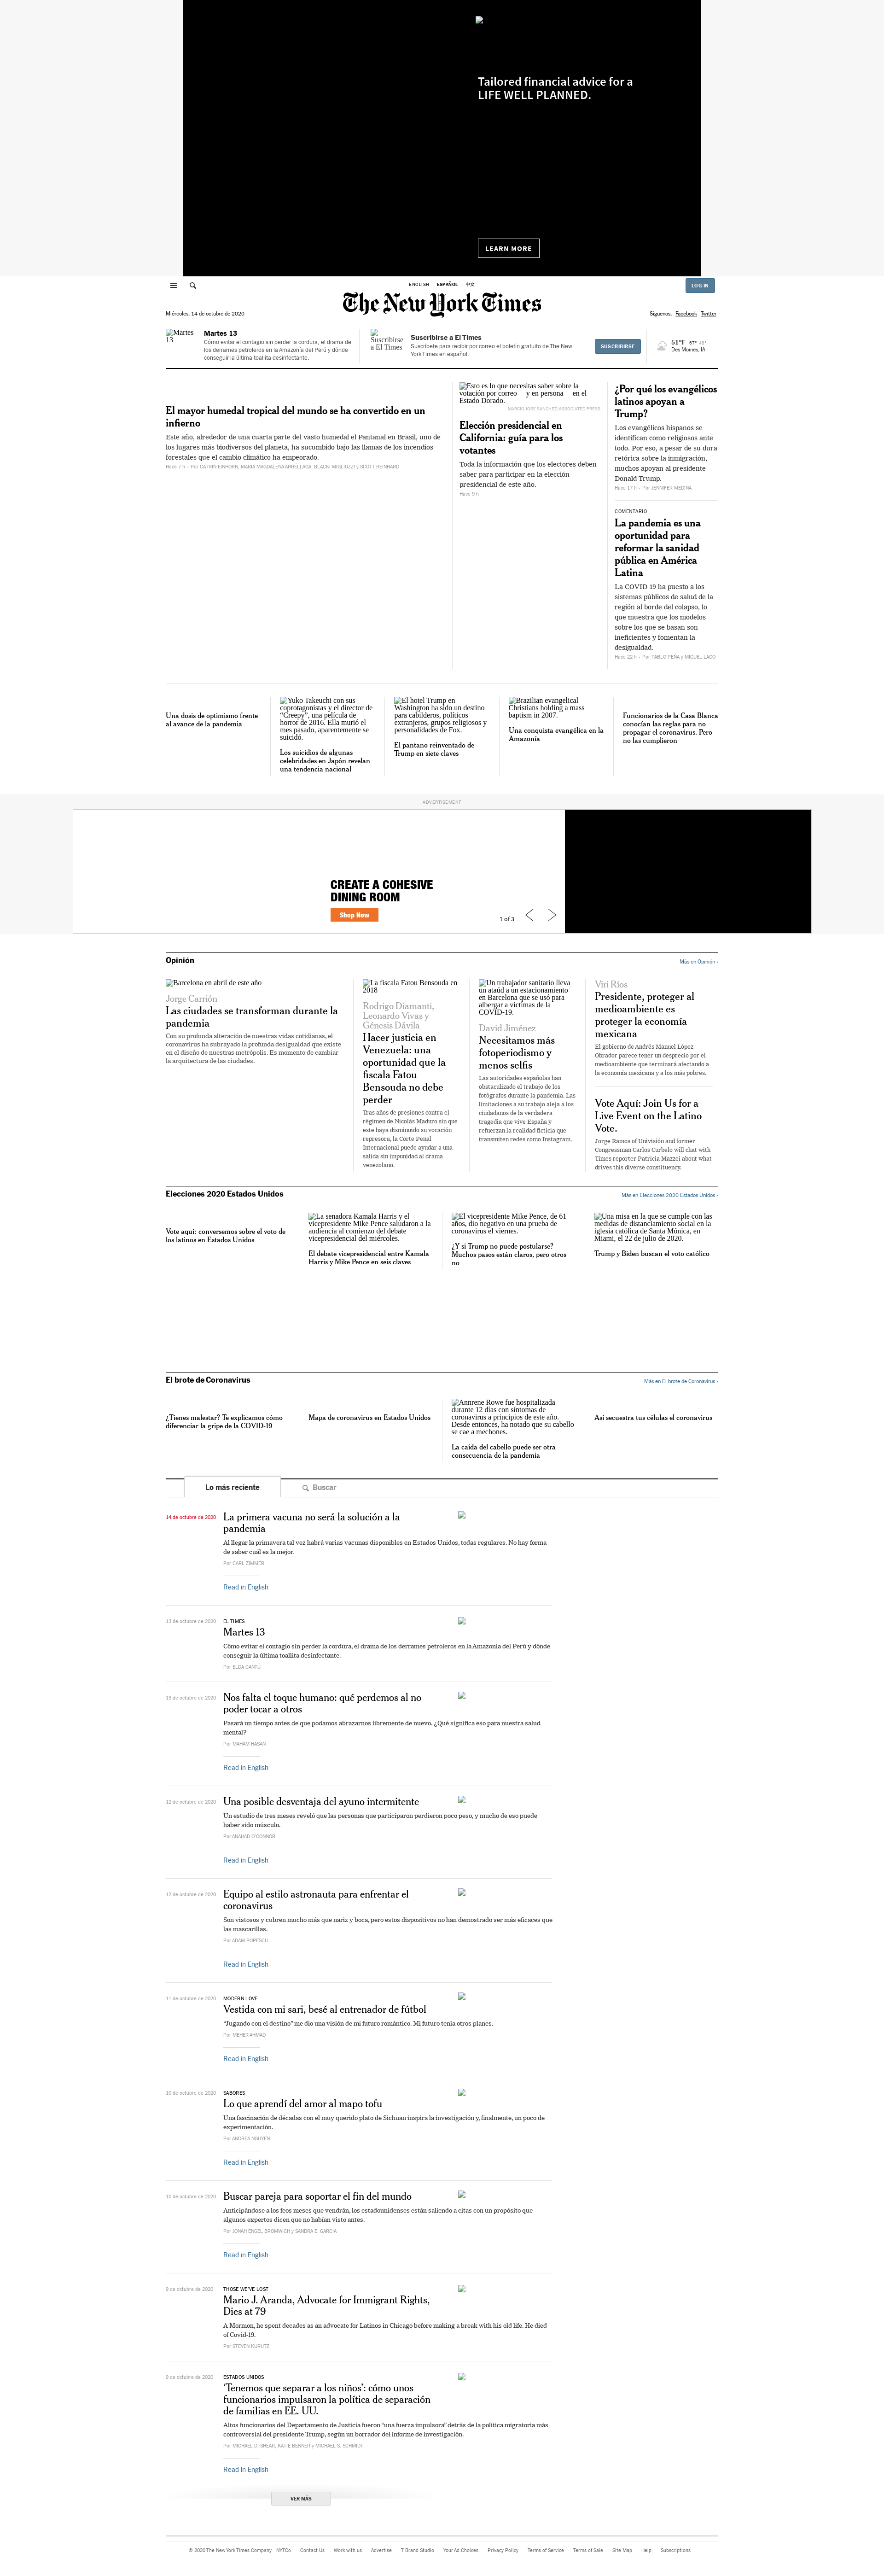 Tailored financial advice for a
LIFE WELL PLANNED.
LEARN MORE
ENGLISH ESPAÑOL 中文
LOG IN
The New York Times
Miércoles, 14 de octubre de 2020
Síguenos: Facebook Twitter
Martes 13
Martes 13
Cómo evitar el contagio sin perder la cordura, el drama de
los derrames petroleros en la Amazonía del Perú y dónde
conseguir la última toallita desinfectante.
Suscribirse
a El Times
Suscribirse a El Times
Suscríbete para recibir por correo el boletín gratuito de The New
York Times en español.
SUSCRIBIRSE
51°F 67° 49°
Des Moines, IA
El mayor humedal tropical del mundo se ha convertido en un
infierno
Este año, alrededor de una cuarta parte del vasto humedal el Pantanal en Brasil, uno de
los lugares más biodiversos del planeta, ha sucumbido bajo las llamas de los incendios
forestales que el cambio climático ha empeorado.
Hace 7 h - Por CATRIN EINHORN, MARIA MAGDALENA ARRÉLLAGA, BLACKI MIGLIOZZI y SCOTT REINHARD
Esto es lo que necesitas saber sobre la
votación por correo —y en persona— en el
Estado Dorado.
MARCIO JOSE SANCHEZ/ASSOCIATED PRESS
Elección presidencial en
California: guía para los
votantes
Toda la información que los electores deben
saber para participar en la elección
presidencial de este año.
Hace 9 h
¿Por qué los evangélicos
latinos apoyan a
Trump?
Los evangélicos hispanos se
identifican como religiosos ante
todo. Por eso, a pesar de su dura
retórica sobre la inmigración,
muchos apoyan al presidente
Donald Trump.
Hace 17 h - Por JENNIFER MEDINA
COMENTARIO
La pandemia es una
oportunidad para
reformar la sanidad
pública en América
Latina
La COVID-19 ha puesto a los
sistemas públicos de salud de la
región al borde del colapso, lo
que muestra que los modelos
sobre los que se basan son
ineficientes y fomentan la
desigualdad.
Hace 22 h - Por PABLO PEÑA y MIGUEL LAGO
Una dosis de optimismo frente
al avance de la pandemia
Yuko Takeuchi con sus
coprotagonistas y el director de
“Creepy”, una película de
horror de 2016. Ella murió el
mes pasado, aparentemente se
suicidó.
Los suicidios de algunas
celebridades en Japón revelan
una tendencia nacional
El hotel Trump en
Washington ha sido un destino
para cabilderos, políticos
extranjeros, grupos religiosos y
personalidades de Fox.
El pantano reinventado de
Trump en siete claves
Brazilian evangelical
Christians holding a mass
baptism in 2007.
Una conquista evangélica en la
Amazonía
Funcionarios de la Casa Blanca
conocían las reglas para no
propagar el coronavirus. Pero
no las cumplieron
ADVERTISEMENT
CREATE A COHESIVE
DINING ROOM
Shop Now
1 of 3
Opinión
Más en Opinión ›
Barcelona en abril de este año
Jorge Carrión
Las ciudades se transforman durante la
pandemia
Con su profunda alteración de nuestras vidas cotidianas, el
coronavirus ha remarcado la profunda desigualdad que existe
en el diseño de nuestras metrópolis. Es momento de cambiar
la arquitectura de las ciudades.
La fiscala Fatou Bensouda en
2018
Rodrigo Diamanti,
Leonardo Vivas y
Génesis Dávila
Hacer justicia en
Venezuela: una
oportunidad que la
fiscala Fatou
Bensouda no debe
perder
Tras años de presiones contra el
régimen de Nicolás Maduro sin que
este haya disminuido su vocación
represora, la Corte Penal
Internacional puede ayudar a una
salida sin impunidad al drama
venezolano.
Un trabajador sanitario lleva
un ataúd a un estacionamiento
en Barcelona que se usó para
albergar a víctimas de la
COVID-19.
David Jiménez
Necesitamos más
fotoperiodismo y
menos selfis
Las autoridades españolas han
obstaculizado el trabajo de los
fotógrafos durante la pandemia. Las
limitaciones a su trabajo aleja a los
ciudadanos de la verdadera
tragedia que vive España y
refuerzan la realidad ficticia que
transmiten redes como Instagram.
Viri Ríos
Presidente, proteger al
medioambiente es
proteger la economía
mexicana
El gobierno de Andrés Manuel López
Obrador parece tener un desprecio por el
medioambiente que terminará afectando a
la economía mexicana y a los más pobres.
Vote Aquí: Join Us for a
Live Event on the Latino
Vote.
Jorge Ramos of Univisión and former
Congressman Carlos Curbelo will chat with
Times reporter Patricia Mazzei about what
drives this diverse constituency.
Elecciones 2020 Estados Unidos
Más en Elecciones 2020 Estados Unidos ›
Vote aquí: conversemos sobre el voto de
los latinos en Estados Unidos
La senadora Kamala Harris y el
vicepresidente Mike Pence saludaron a la
audiencia al comienzo del debate
vicepresidencial del miércoles.
El debate vicepresidencial entre Kamala
Harris y Mike Pence en seis claves
El vicepresidente Mike Pence, de 61
años, dio negativo en una prueba de
coronavirus el viernes.
¿Y si Trump no puede postularse?
Muchos pasos están claros, pero otros
no
Una misa en la que se cumple con las
medidas de distanciamiento social en la
iglesia católica de Santa Mónica, en
Miami, el 22 de julio de 2020.
Trump y Biden buscan el voto católico
El brote de Coronavirus
Más en El brote de Coronavirus ›
¿Tienes malestar? Te explicamos cómo
diferenciar la gripe de la COVID-19
Mapa de coronavirus en Estados Unidos
Annrene Rowe fue hospitalizada
durante 12 días con síntomas de
coronavirus a principios de este año.
Desde entonces, ha notado que su cabello
se cae a mechones.
La caída del cabello puede ser otra
consecuencia de la pandemia
Así secuestra tus células el coronavirus
Lo más reciente
Buscar
14 de octubre de 2020
La primera vacuna no será la solución a la
pandemia
Al llegar la primavera tal vez habrá varias vacunas disponibles en Estados Unidos, todas regulares. No hay forma
de saber cuál es la mejor.
Por CARL ZIMMER
Read in English
13 de octubre de 2020
EL TIMES
Martes 13
Cómo evitar el contagio sin perder la cordura, el drama de los derrames petroleros en la Amazonía del Perú y dónde
conseguir la última toallita desinfectante.
Por ELDA CANTÚ
13 de octubre de 2020
Nos falta el toque humano: qué perdemos al no
poder tocar a otros
Pasará un tiempo antes de que podamos abrazarnos libremente de nuevo. ¿Qué significa eso para nuestra salud
mental?
Por MAHAM HASAN
Read in English
12 de octubre de 2020
Una posible desventaja del ayuno intermitente
Un estudio de tres meses reveló que las personas que participaron perdieron poco peso, y mucho de eso puede
haber sido músculo.
Por ANAHAD O'CONNOR
Read in English
12 de octubre de 2020
Equipo al estilo astronauta para enfrentar el
coronavirus
Son vistosos y cubren mucho más que nariz y boca, pero estos dispositivos no han demostrado ser más eficaces que
las mascarillas.
Por ADAM POPESCU
Read in English
11 de octubre de 2020
MODERN LOVE
Vestida con mi sari, besé al entrenador de fútbol
“Jugando con el destino” me dio una visión de mi futuro romántico. Mi futuro tenía otros planes.
Por MEHER AHMAD
Read in English
10 de octubre de 2020
SABORES
Lo que aprendí del amor al mapo tofu
Una fascinación de décadas con el muy querido plato de Sichuan inspira la investigación y, finalmente, un poco de
experimentación.
Por ANDREA NGUYEN
Read in English
10 de octubre de 2020
Buscar pareja para soportar el fin del mundo
Anticipándose a los feos meses que vendrán, los estadounidenses están saliendo a citas con un propósito que
algunos expertos dicen que no habían visto antes.
Por JONAH ENGEL BROMWICH y SANDRA E. GARCIA
Read in English
9 de octubre de 2020
THOSE WE'VE LOST
Mario J. Aranda, Advocate for Immigrant Rights,
Dies at 79
A Mormon, he spent decades as an advocate for Latinos in Chicago before making a break with his old life. He died
of Covid-19.
Por STEVEN KURUTZ
9 de octubre de 2020
ESTADOS UNIDOS
‘Tenemos que separar a los niños’: cómo unos
funcionarios impulsaron la política de separación
de familias en EE. UU.
Altos funcionarios del Departamento de Justicia fueron “una fuerza impulsora” detrás de la política migratoria más
controversial del presidente Trump, según un borrador del informe de investigación.
Por MICHAEL D. SHEAR, KATIE BENNER y MICHAEL S. SCHMIDT
Read in English
VER MÁS
© 2020 The New York Times Company NYTCo Contact Us Work with us Advertise T Brand Studio Your Ad Choices Privacy Policy Terms of Service Terms of Sale Site Map Help Subscriptions